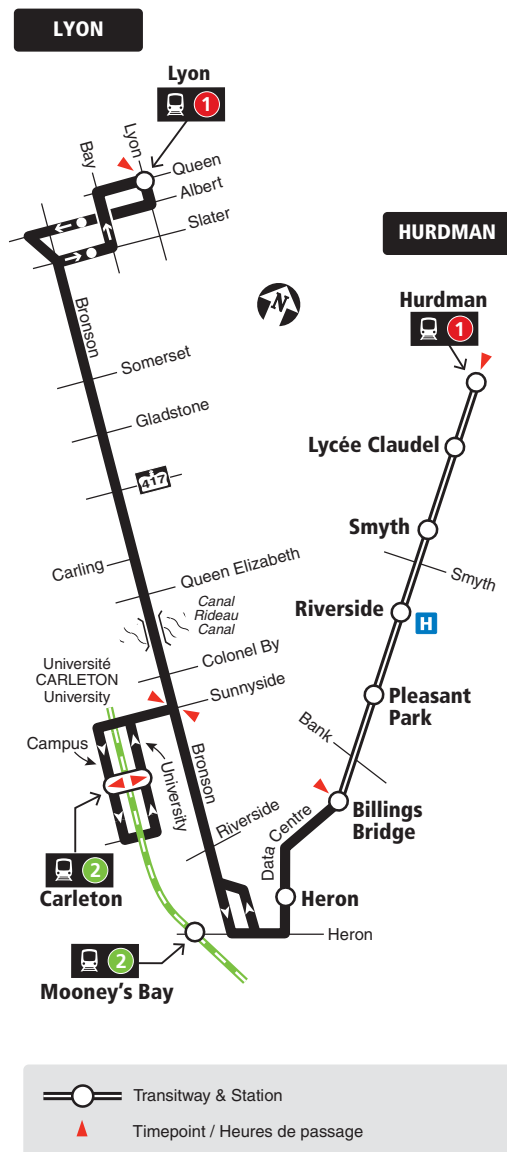 LYON
Lyon
1
Lyon
Bay
Queen
Albert
Slater
HURDMAN
Hurdman
1
N
Bronson
Somerset
Gladstone
Lycée Claudel
417
Smyth
Smyth
Carling
Queen Elizabeth
Canal
Rideau
Canal
Riverside
H
Colonel By
Université
CARLETON
University
Sunnyside
Pleasant
Park
Campus
University
Bronson
Bank
Riverside
Data Centre
Billings
Bridge
2
Carleton
Heron
Heron
2
Mooney's Bay
Transitway & Station
Timepoint / Heures de passage